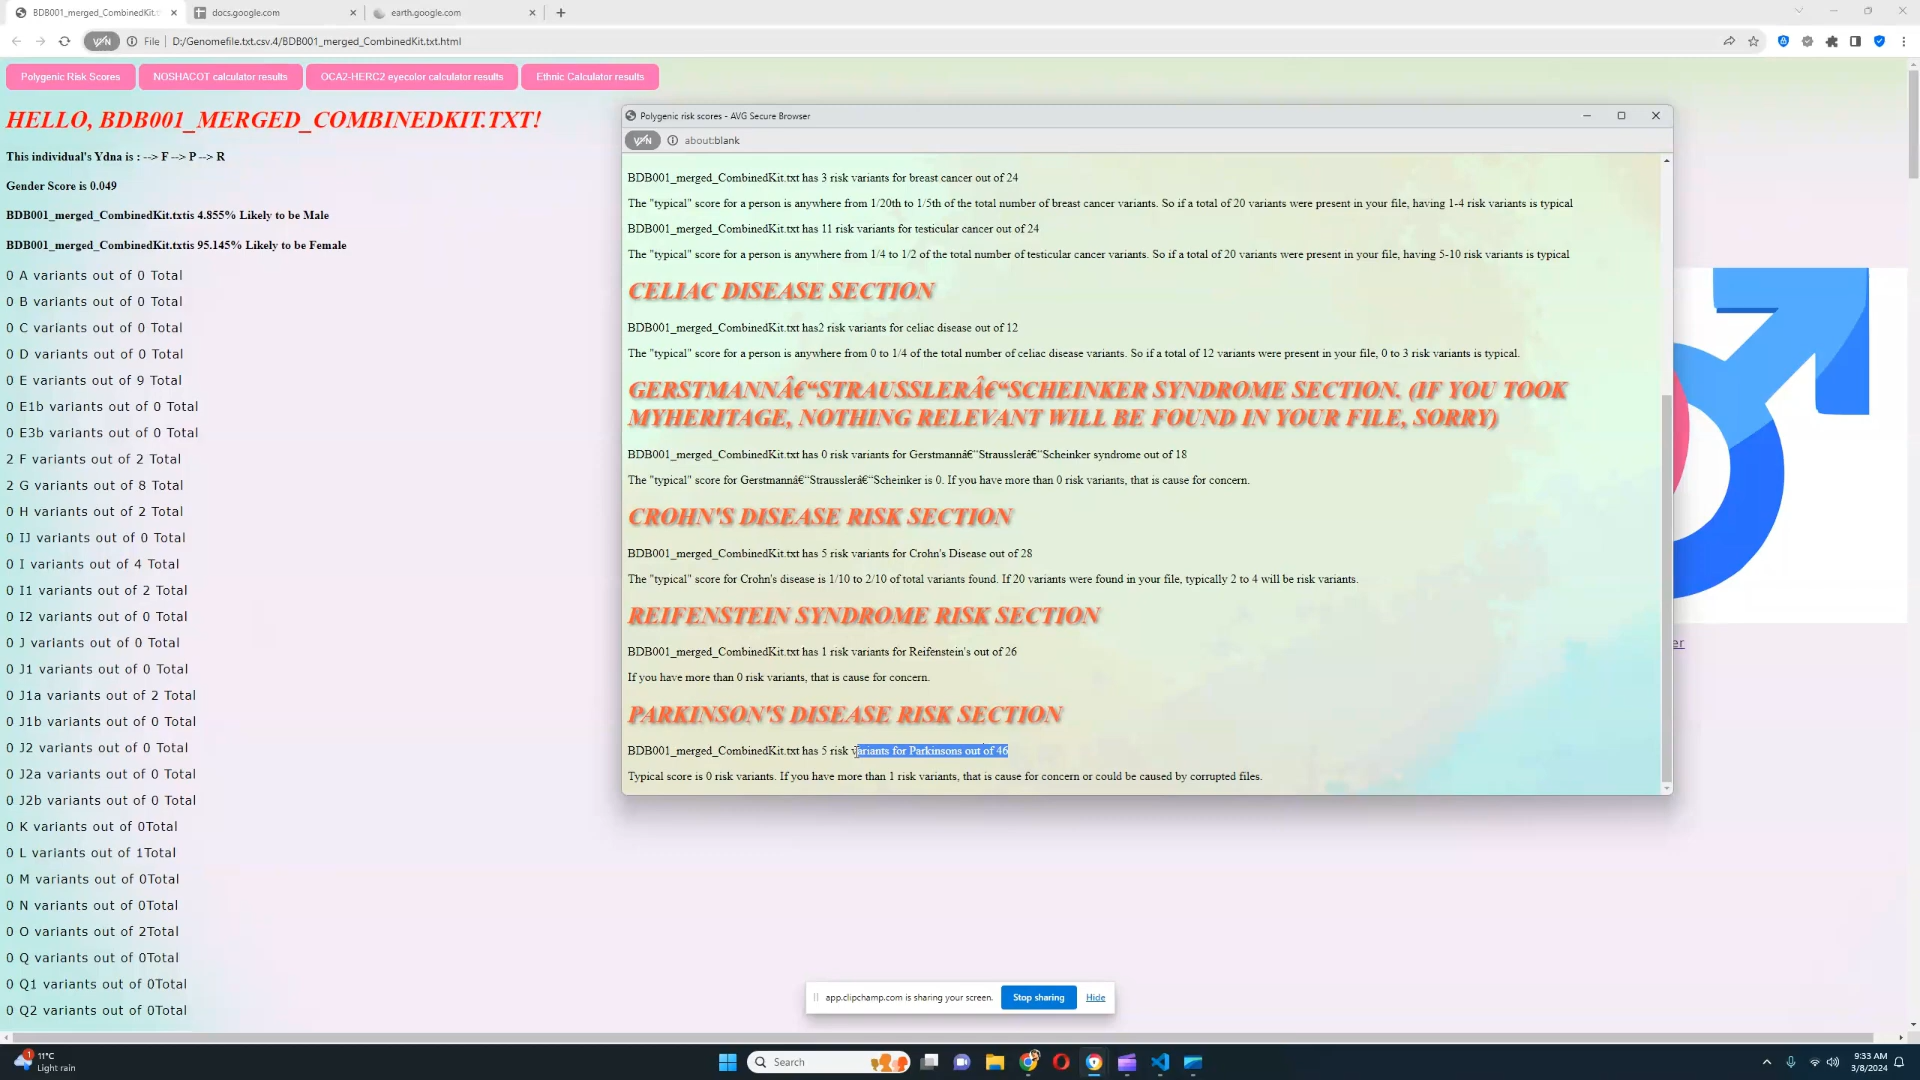 BDB001_merged_CombinedKit.t
docs.google.com
earth.google.com
File
D:/Genomefile.txt.csv.4/BDB001_merged_CombinedKit.txt.html
Polygenic Risk Scores
NOSHACOT calculator results
OCA2-HERC2 eyecolor calculator results
Ethnic Calculator results
HELLO, BDB001_MERGED_COMBINEDKIT.TXT!
This individual's Ydna is : --> F --> P --> R
Gender Score is 0.049
BDB001_merged_CombinedKit.txtis 4.855% Likely to be Male
BDB001_merged_CombinedKit.txtis 95.145% Likely to be Female
0 A variants out of 0 Total
0 B variants out of 0 Total
0 C variants out of 0 Total
0 D variants out of 0 Total
0 E variants out of 9 Total
0 E1b variants out of 0 Total
0 E3b variants out of 0 Total
2 F variants out of 2 Total
2 G variants out of 8 Total
0 H variants out of 2 Total
0 IJ variants out of 0 Total
0 I variants out of 4 Total
0 I1 variants out of 2 Total
0 I2 variants out of 0 Total
0 J variants out of 0 Total
0 J1 variants out of 0 Total
0 J1a variants out of 2 Total
0 J1b variants out of 0 Total
0 J2 variants out of 0 Total
0 J2a variants out of 0 Total
0 J2b variants out of 0 Total
0 K variants out of 0Total
0 L variants out of 1Total
0 M variants out of 0Total
0 N variants out of 0Total
0 O variants out of 2Total
0 Q variants out of 0Total
0 Q1 variants out of 0Total
0 Q2 variants out of 0Total
Polygenic risk scores - AVG Secure Browser
about:blank
BDB001_merged_CombinedKit.txt has 3 risk variants for breast cancer out of 24
The "typical" score for a person is anywhere from 1/20th to 1/5th of the total number of breast cancer variants. So if a total of 20 variants were present in your file, having 1-4 risk variants is typical
BDB001_merged_CombinedKit.txt has 11 risk variants for testicular cancer out of 24
The "typical" score for a person is anywhere from 1/4 to 1/2 of the total number of testicular cancer variants. So if a total of 20 variants were present in your file, having 5-10 risk variants is typical
CELIAC DISEASE SECTION
BDB001_merged_CombinedKit.txt has2 risk variants for celiac disease out of 12
The "typical" score for a person is anywhere from 0 to 1/4 of the total number of celiac disease variants. So if a total of 12 variants were present in your file, 0 to 3 risk variants is typical.
GERSTMANNÂ€“STRAUSSLERÂ€“SCHEINKER SYNDROME SECTION. (IF YOU TOOK
MYHERITAGE, NOTHING RELEVANT WILL BE FOUND IN YOUR FILE, SORRY)
BDB001_merged_CombinedKit.txt has 0 risk variants for Gerstmannâ€“Strausslerâ€“Scheinker syndrome out of 18
The "typical" score for Gerstmannâ€“Strausslerâ€“Scheinker is 0. If you have more than 0 risk variants, that is cause for concern.
CROHN'S DISEASE RISK SECTION
BDB001_merged_CombinedKit.txt has 5 risk variants for Crohn's Disease out of 28
The "typical" score for Crohn's disease is 1/10 to 2/10 of total variants found. If 20 variants were found in your file, typically 2 to 4 will be risk variants.
REIFENSTEIN SYNDROME RISK SECTION
BDB001_merged_CombinedKit.txt has 1 risk variants for Reifenstein's out of 26
If you have more than 0 risk variants, that is cause for concern.
PARKINSON'S DISEASE RISK SECTION
BDB001_merged_CombinedKit.txt has 5 risk variants for Parkinsons out of 46
Typical score is 0 risk variants. If you have more than 1 risk variants, that is cause for concern or could be caused by corrupted files.
er
app.clipchamp.com is sharing your screen.
Stop sharing
Hide
1
11°C
Light rain
Search
9:33 AM
3/8/2024